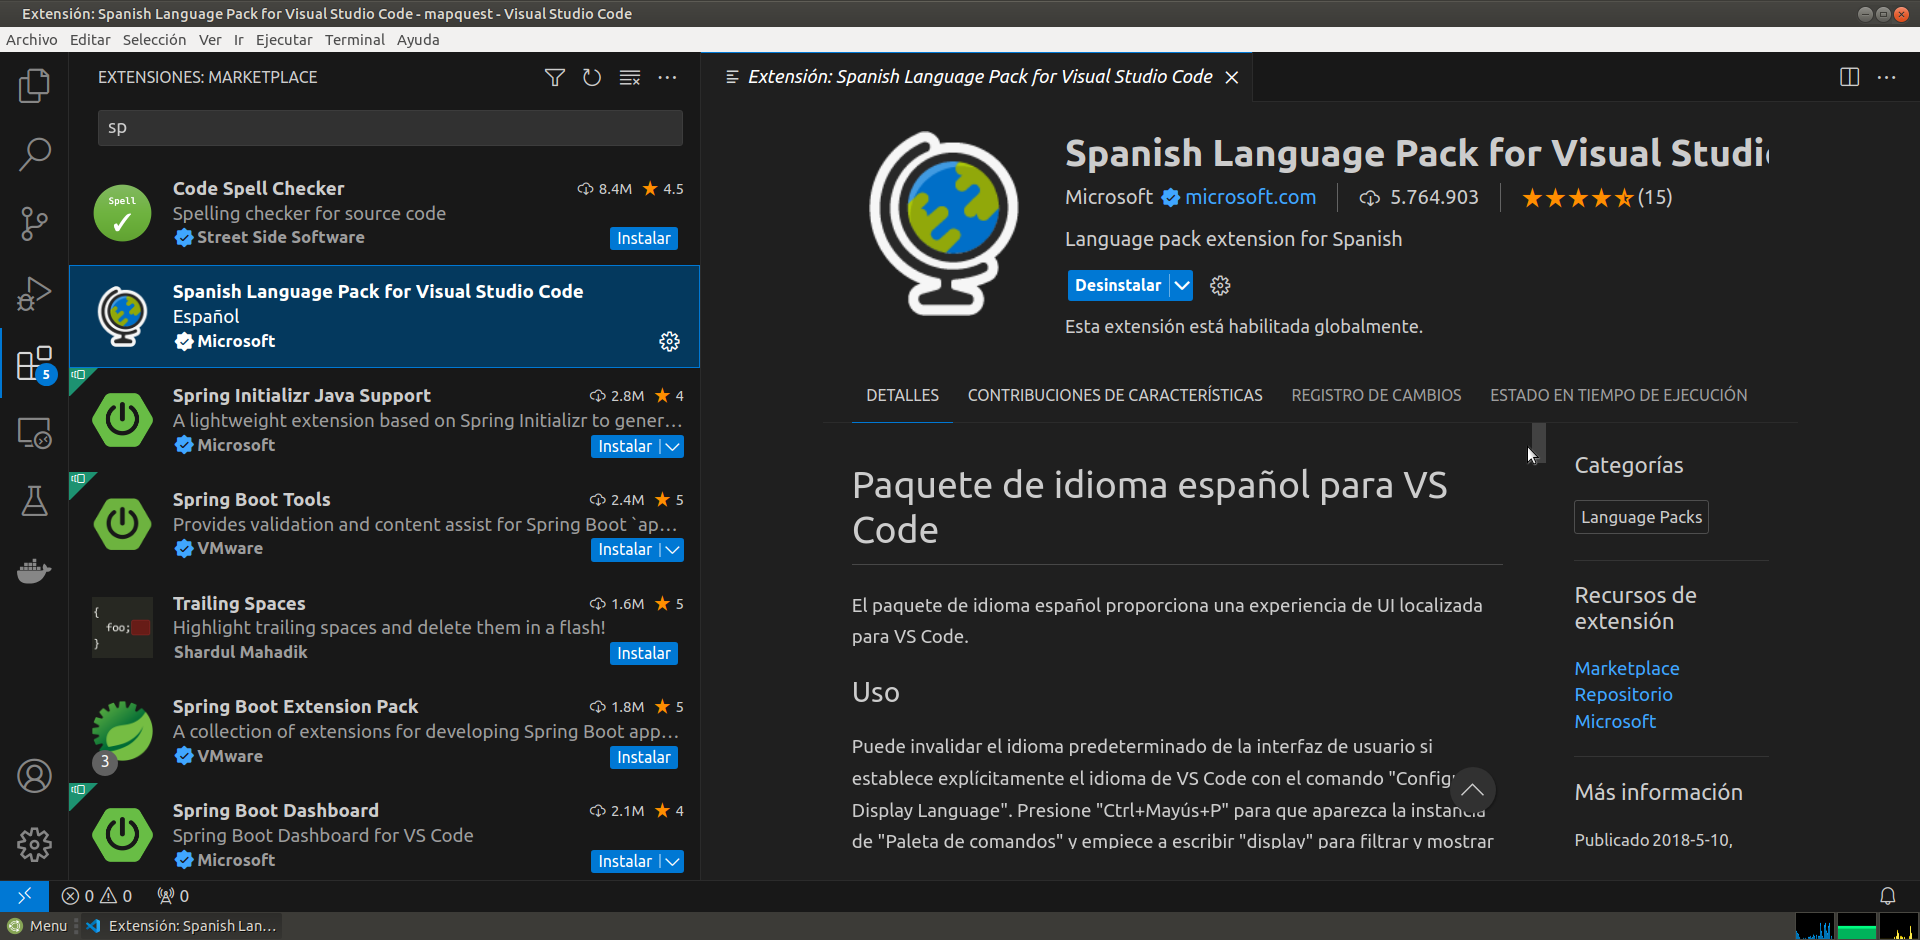 Extensión: Spanish Language Pack for Visual Studio Code - mapquest - Visual Studio Code
Archivo Editar Selección Ver Ir Ejecutar Terminal Ayuda
EXTENSIONES: MARKETPLACE
sp
Code Spell Checker 8.4M 4.5
Spell
Spelling checker for source code
Street Side Software Instalar
Spanish Language Pack for Visual Studio Code
Español
Microsoft
Spring Initializr Java Support 2.8M 4
A lightweight extension based on Spring Initializr to gener...
Microsoft Instalar
Spring Boot Tools 2.4M 5
Provides validation and content assist for Spring Boot `ap...
VMware Instalar
Trailing Spaces 1.6M 5
{
foo;
}
Highlight trailing spaces and delete them in a flash!
Shardul Mahadik Instalar
Spring Boot Extension Pack 1.8M 5
A collection of extensions for developing Spring Boot app...
3
VMware Instalar
Spring Boot Dashboard 2.1M 4
Spring Boot Dashboard for VS Code
Microsoft Instalar
5
Extensión: Spanish Language Pack for Visual Studio Code
Spanish Language Pack for Visual Studi
Microsoft microsoft.com 5.764.903 (15)
Language pack extension for Spanish
Desinstalar
Esta extensión está habilitada globalmente.
DETALLES CONTRIBUCIONES DE CARACTERÍSTICAS REGISTRO DE CAMBIOS ESTADO EN TIEMPO DE EJECUCIÓN
Paquete de idioma español para VS
Code
El paquete de idioma español proporciona una experiencia de UI localizada
para VS Code.
Uso
Puede invalidar el idioma predeterminado de la interfaz de usuario si
establece explícitamente el idioma de VS Code con el comando "Config
Display Language". Presione "Ctrl+Mayús+P" para que aparezca la instancia
de "Paleta de comandos" y empiece a escribir "display" para filtrar y mostrar
Categorías
Language Packs
Recursos de
extensión
Marketplace
Repositorio
Microsoft
Más información
Publicado 2018-5-10,
0 0 0
Menu Extensión: Spanish Lan...